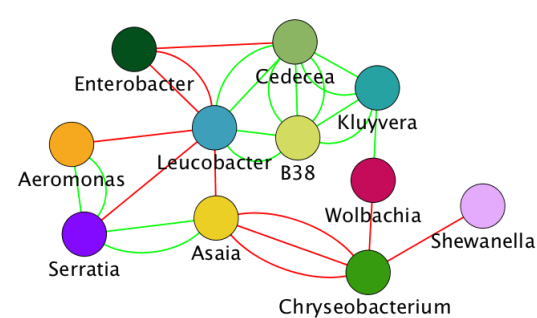 Cedecea
Enterobacter
Kluyvera
Leucobacter
B38
Aeromonas
Wolbachia
Shewanella
Asaia
Serratia
Chryseobacterium